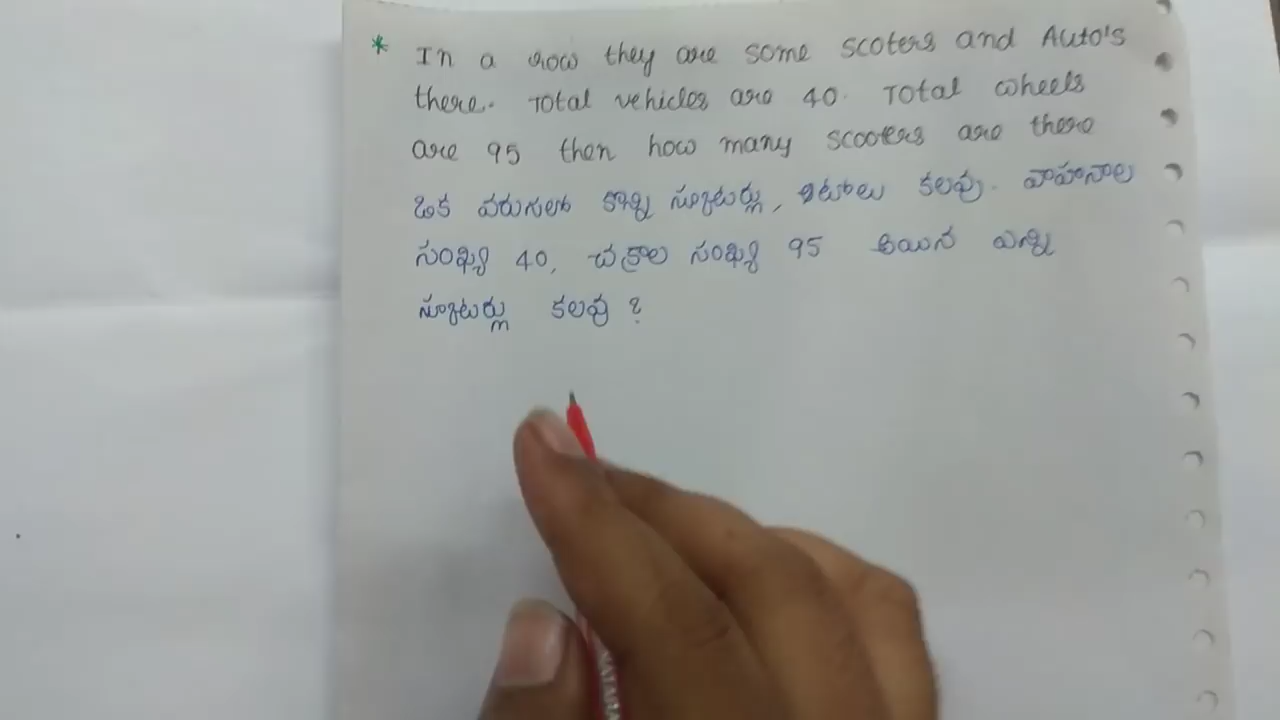 * In a row they are some scoters and Auto's
there. Total vehicles are 40. Total wheels
are 95 then how many scooters are there
ఒక వరుసలో కొన్ని స్కూటర్లు, ఆటోలు కలవు. వాహనాల
సంఖ్య 40, చక్రాల సంఖ్య 95 అయిన ఎన్ని
స్కూటర్లు కలవు ?